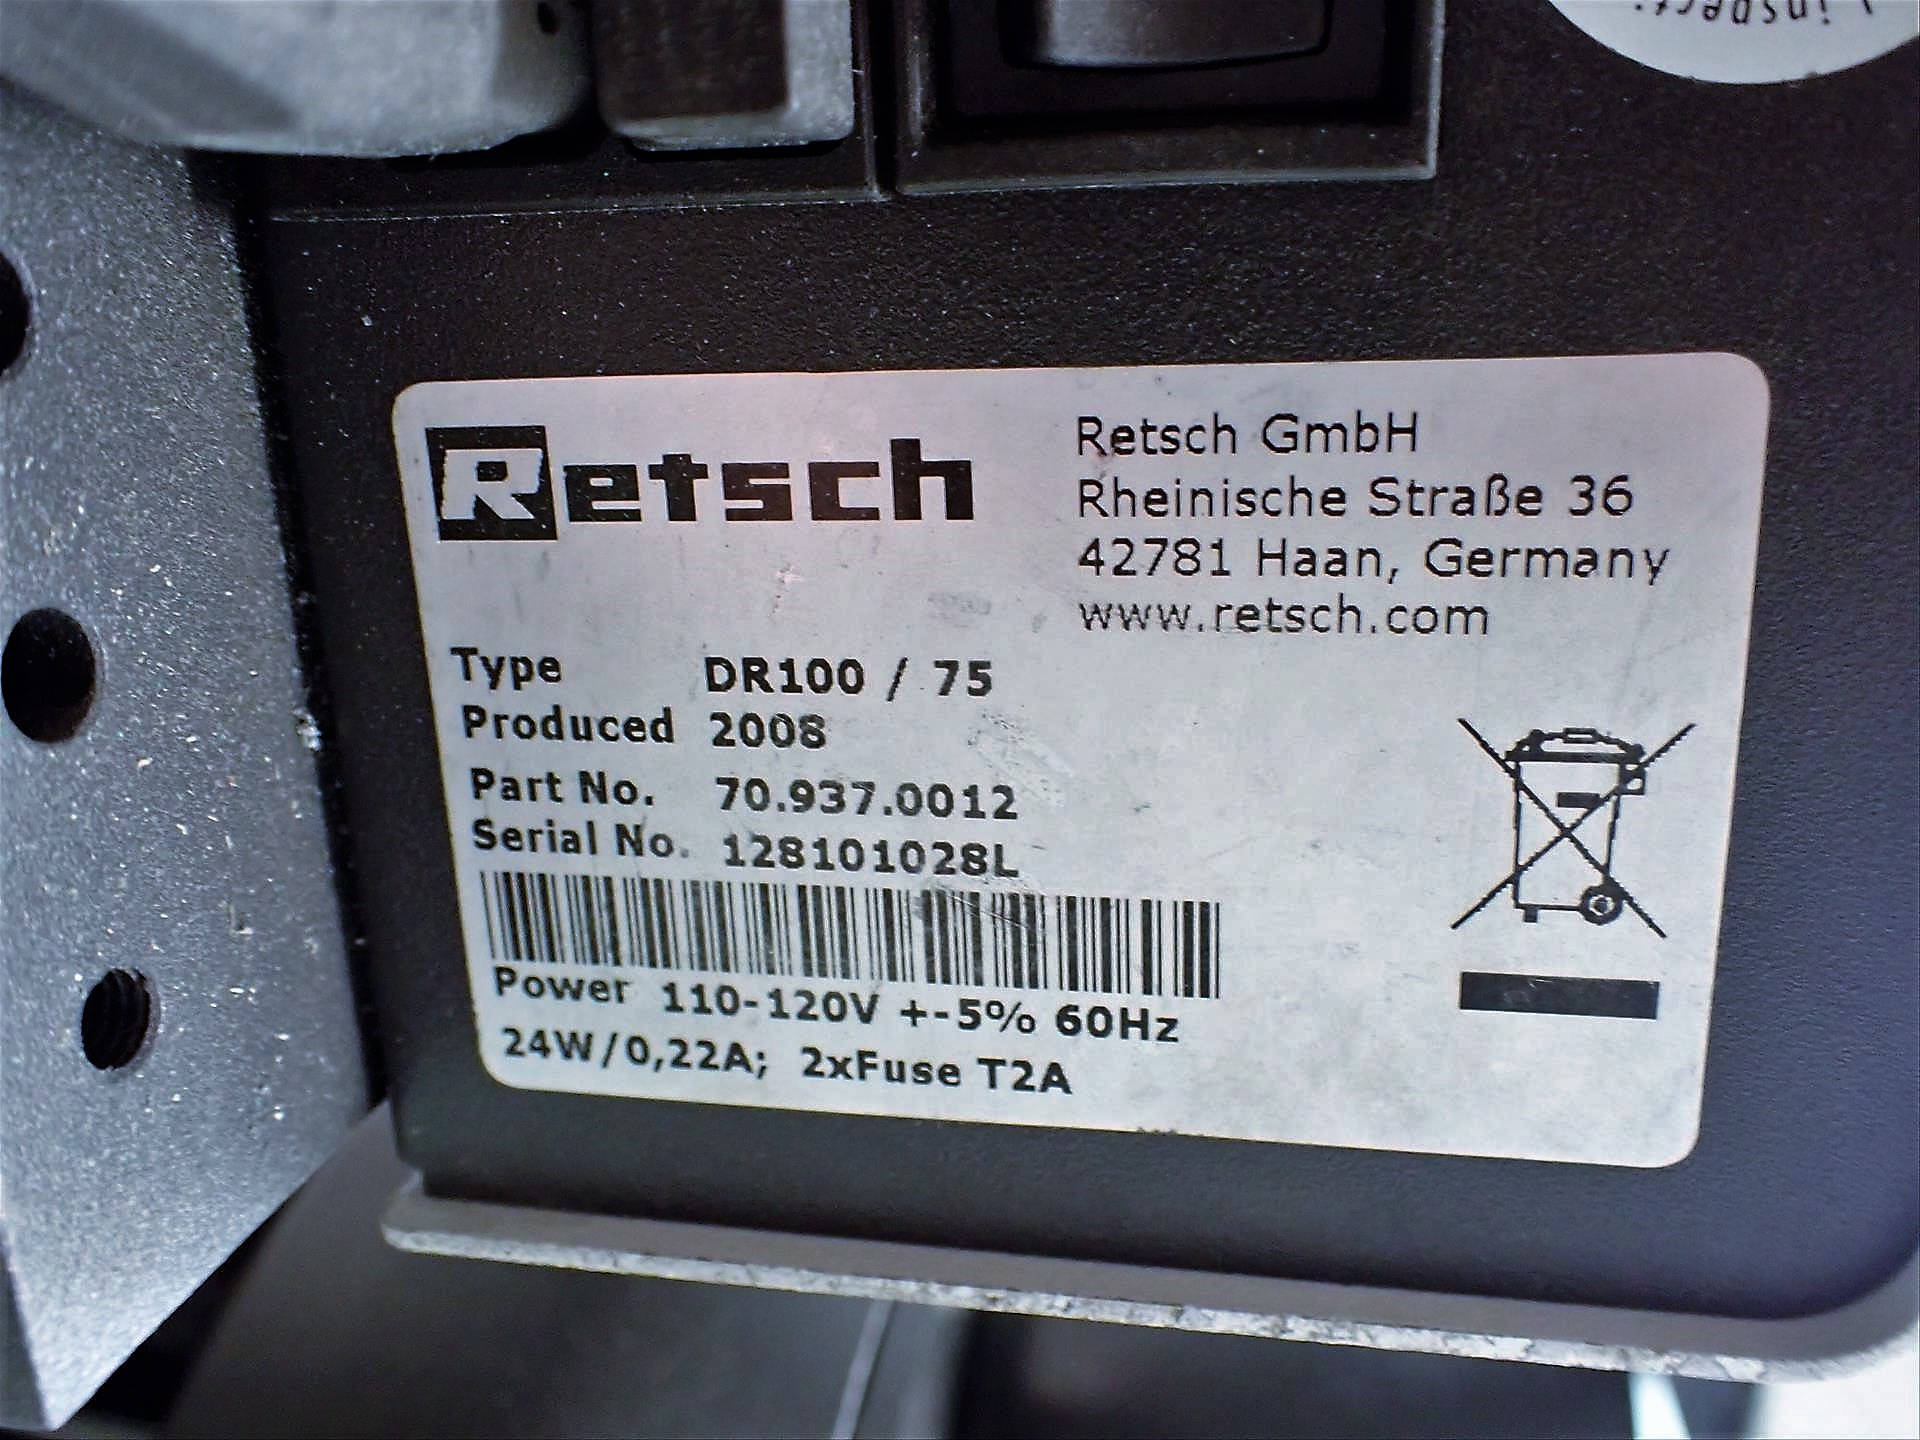 inspecti
Retsch
Retsch GmbH
Rheinische Straße 36
42781 Haan, Germany
www.retsch.com
Type DR100 / 75
Produced 2008
Part No. 70.937.0012
Serial No. 128101028L
Power 110-120V +-5% 60Hz
24W/0,22A; 2xFuse T2A